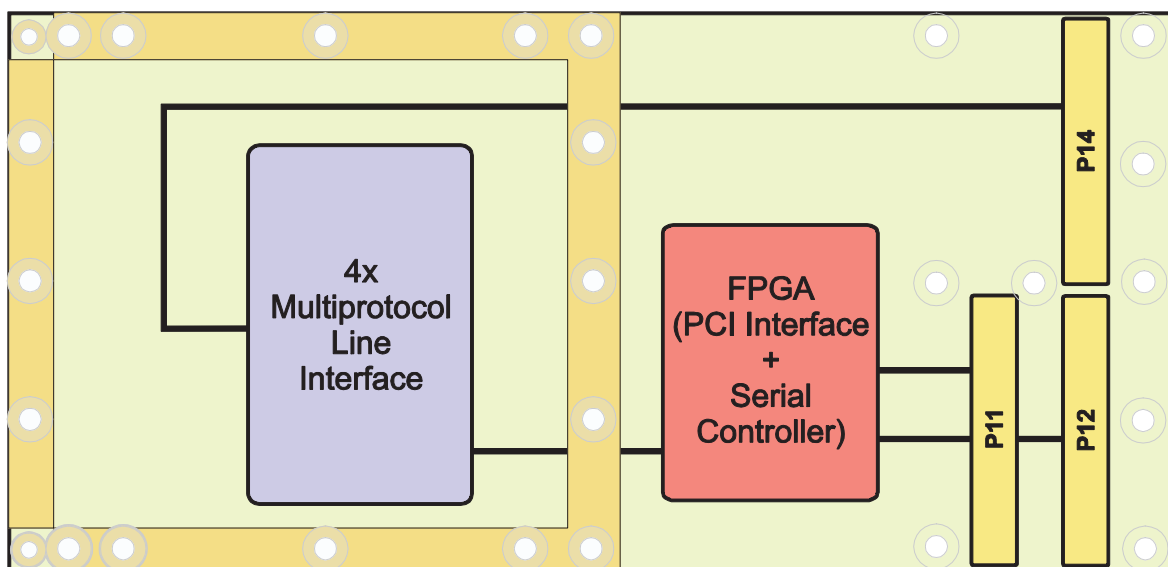 4x
Multiprotocol
Line
Interface
FPGA
(PCI Interface
+
Serial
Controller)
P14
P11
P12